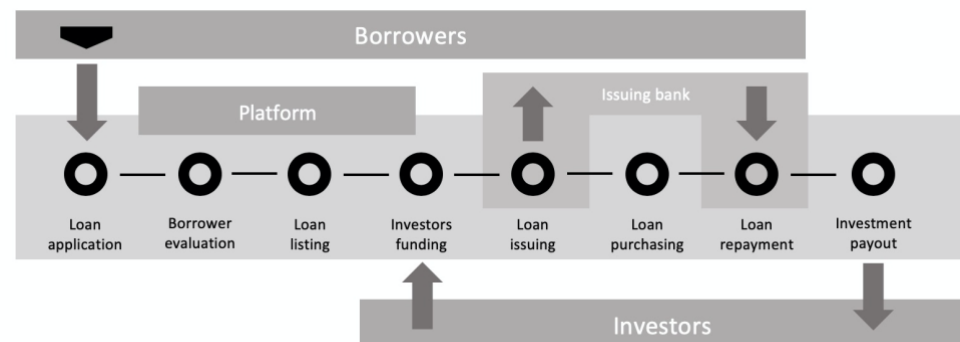 Borrowers
Issuing bank
Platform
Loan
application
Borrower
evaluation
Loan
listing
Investors
funding
Loan
issuing
Loan
purchasing
Loan
repayment
Investment
payout
Investors